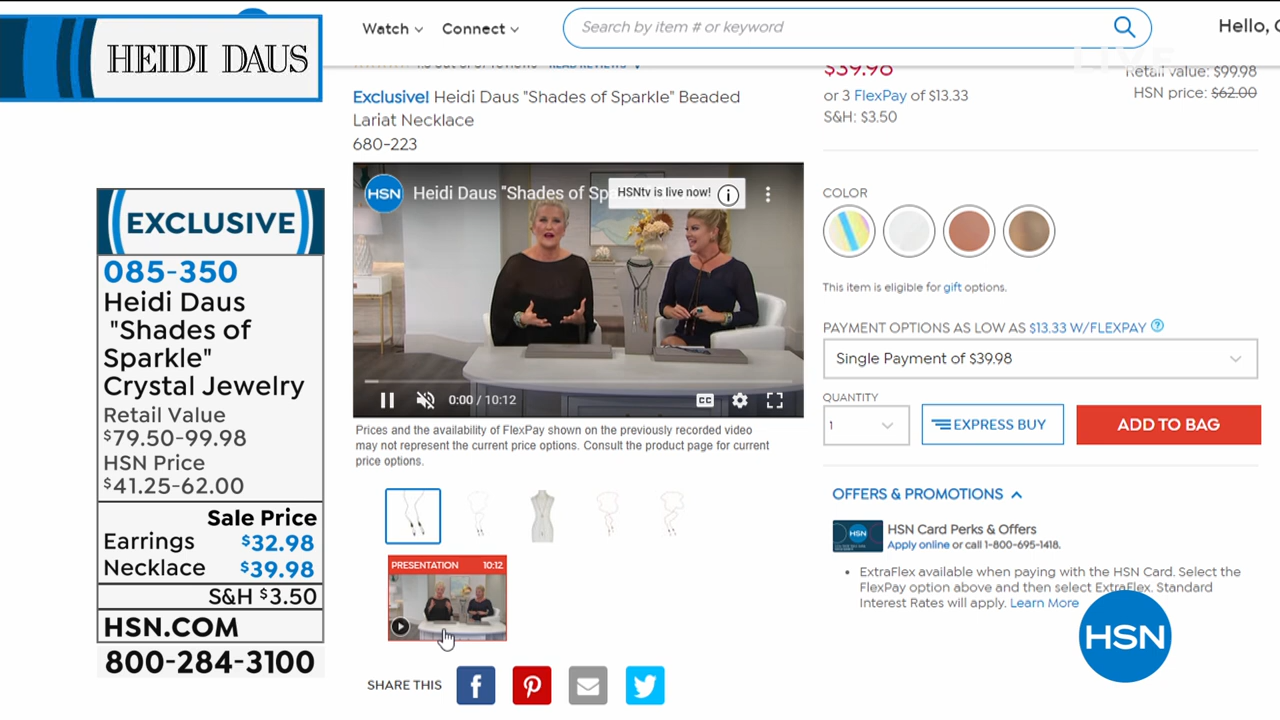 HEIDI DAUS
Watch
Connect
Search by item # or keyword
Hello,
LIVE
READ REVIEWS
Exclusive! Heidi Daus "Shades of Sparkle" Beaded
Lariat Necklace
680-223
$39.98
or 3 FlexPay of $13.33
S&H: $3.50
Retail value: $99.98
HSN price: $62.00
HSN
Heidi Daus "Shades of
HSNtv is live now!
0:00 / 10:12
CC
Prices and the availability of FlexPay shown on the previously recorded video
may not represent the current price options. Consult the product page for current
price options.
PRESENTATION 10:12
SHARE THIS
COLOR
This item is eligible for gift options.
PAYMENT OPTIONS AS LOW AS $13.33 W/FLEXPAY ?
Single Payment of $39.98
QUANTITY
1
EXPRESS BUY
ADD TO BAG
OFFERS & PROMOTIONS
HSN
HSN Card Perks & Offers
Apply online or call 1-800-695-1418.
• ExtraFlex available when paying with the HSN Card. Select the
FlexPay option above and then select ExtraFlex. Standard
Interest Rates will apply. Learn More
HSN
EXCLUSIVE
085-350
Heidi Daus
"Shades of
Sparkle"
Crystal Jewelry
Retail Value
$79.50-99.98
HSN Price
$41.25-62.00
Sale Price
Earrings $32.98
Necklace $39.98
S&H $3.50
HSN.COM
800-284-3100